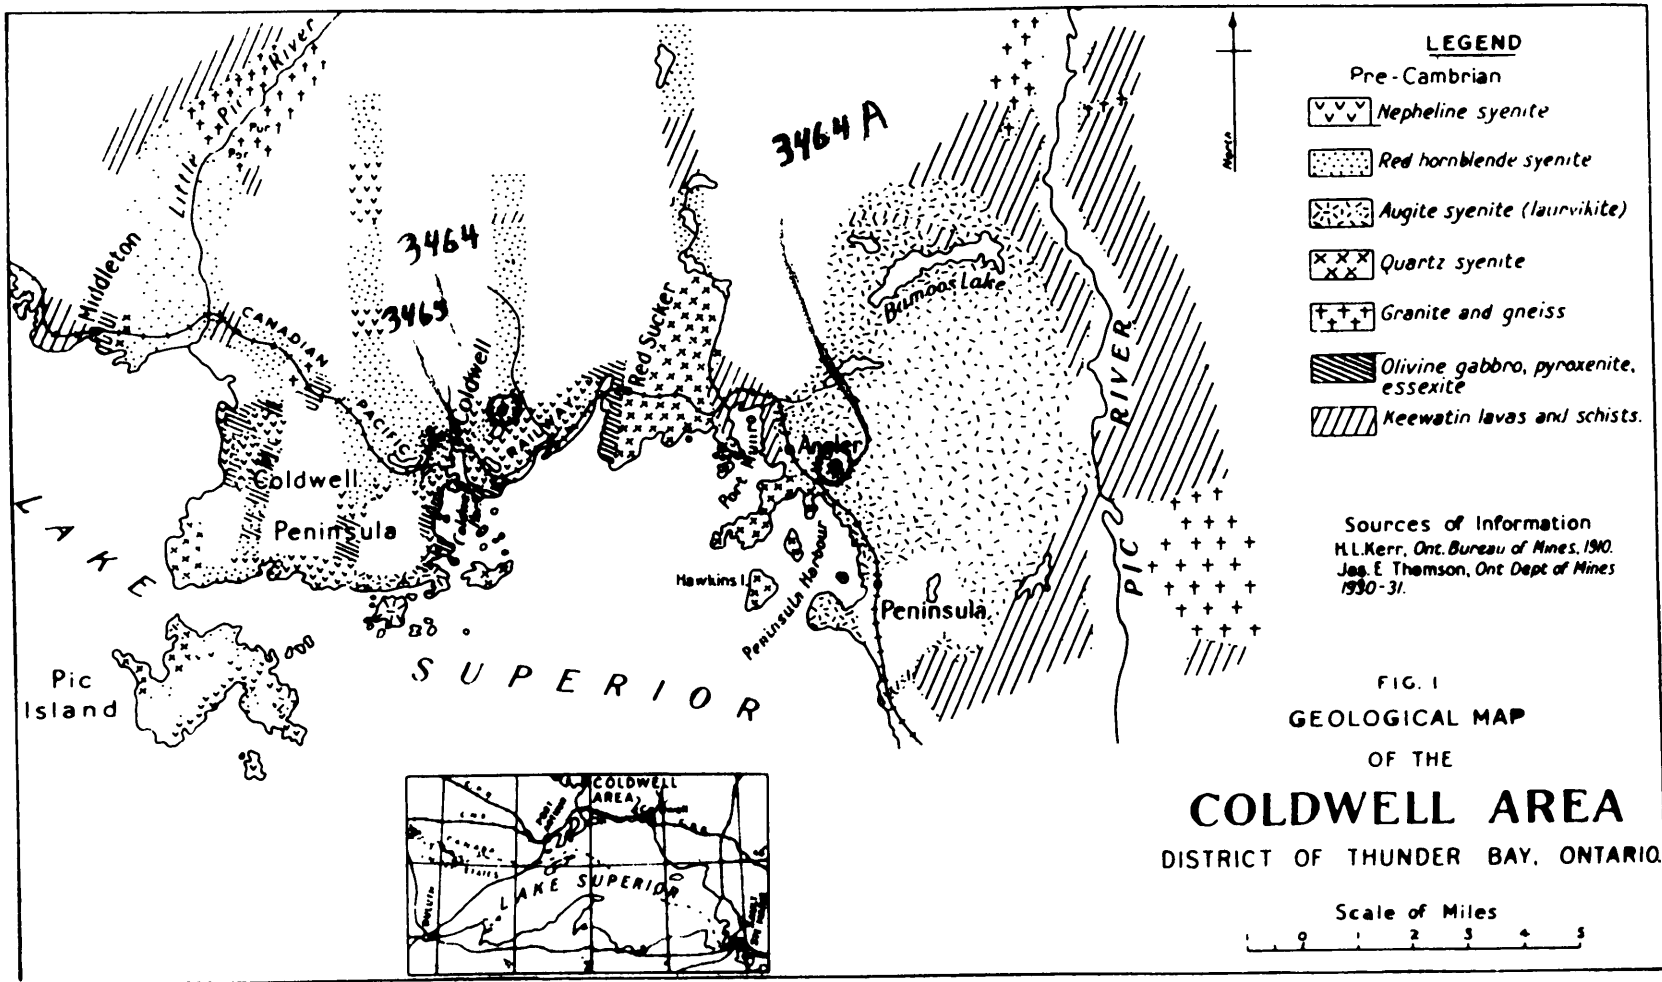 LEGEND
Pre-Cambrian
Nepheline syenite
Red hornblende syenite
Augite syenite (laurvikite)
Quartz syenite
Granite and gneiss
Olivine gabbro, pyroxenite,
essexite
Keewatin lavas and schists.
North
Little Pic River
Por
Por
Middleton
3464
3465
3464 A
CANADIAN
PACIFIC
RAILWAY
Coldwell
Red Sucker
Bamoos Lake
PIC RIVER
Port Munro
Angler
Coldwell
Peninsula
Hawkins I.
Peninsula Harbour
Peninsula
Pic
Island
LAKE
SUPERIOR
Sources of Information
H.L.Kerr, Ont. Bureau of Mines, 1910.
Jas. E Thomson, Ont Dept of Mines
1930-31.
FIG. 1
GEOLOGICAL MAP
OF THE
COLDWELL AREA
DISTRICT OF THUNDER BAY, ONTARIO.
Scale of Miles
0 1 2 3 4 5
COLDWELL
AREA
PORT
LAKE SUPERIOR
DULUTH